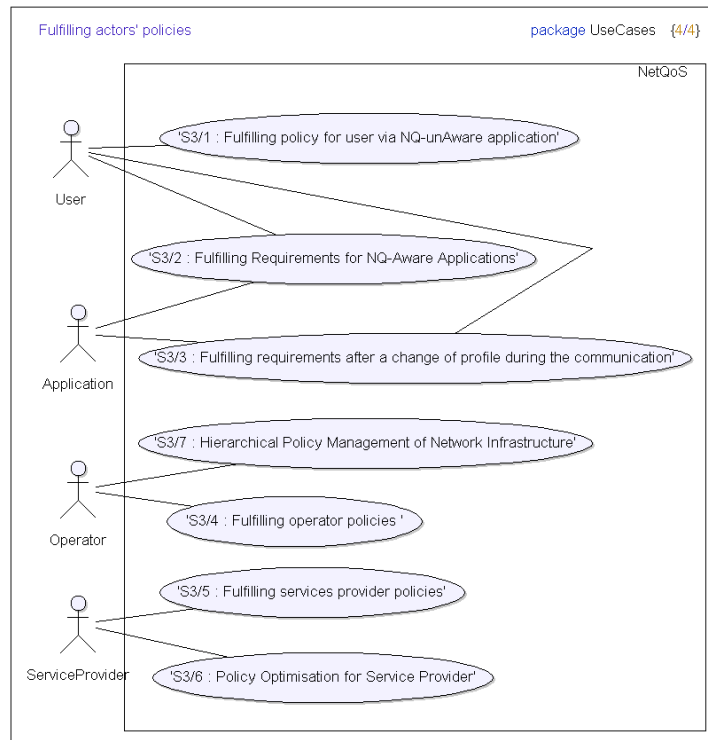 Fulfilling actors' policies
package UseCases {4/4}
NetQoS
'S3/1 : Fulfilling policy for user via NQ-unAware application'
User
'S3/2 : Fulfilling Requirements for NQ-Aware Applications'
'S3/3 : Fulfilling requirements after a change of profile during the communication'
Application
'S3/7 : Hierarchical Policy Management of Network Infrastructure'
'S3/4 : Fulfilling operator policies '
Operator
'S3/5 : Fulfilling services provider policies'
'S3/6 : Policy Optimisation for Service Provider'
ServiceProvider